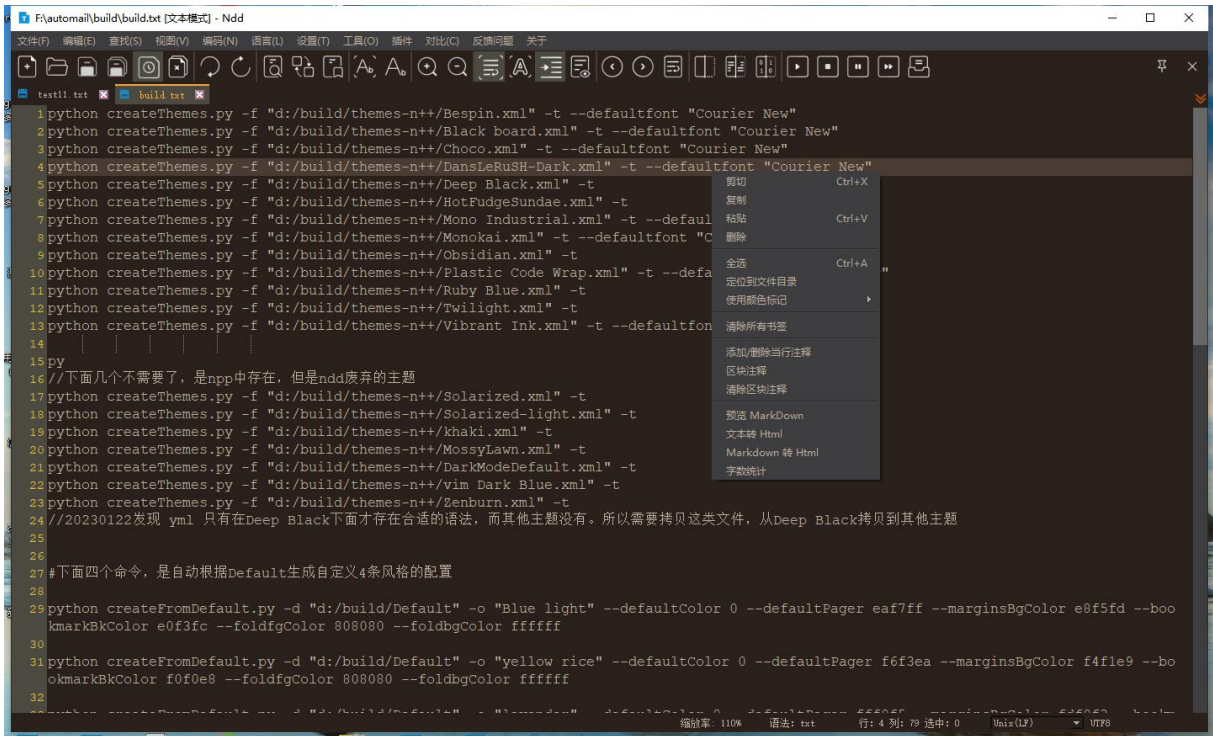 F:\automail\build\build.txt [文本模式] - Ndd
文件(F) 编辑(E) 查找(S) 视图(V) 编码(N) 语言(L) 设置(T) 工具(O) 插件 对比(C) 反馈问题 关于
test11.txt build.txt
1 python createThemes.py -f "d:/build/themes-n++/Bespin.xml" -t --defaultfont "Courier New"
2 python createThemes.py -f "d:/build/themes-n++/Black board.xml" -t --defaultfont "Courier New"
3 python createThemes.py -f "d:/build/themes-n++/Choco.xml" -t --defaultfont "Courier New"
4 python createThemes.py -f "d:/build/themes-n++/DansLeRuSH-Dark.xml" -t --defaultfont "Courier New"
5 python createThemes.py -f "d:/build/themes-n++/Deep Black.xml" -t
6 python createThemes.py -f "d:/build/themes-n++/HotFudgeSundae.xml" -t
7 python createThemes.py -f "d:/build/themes-n++/Mono Industrial.xml" -t --defaul
8 python createThemes.py -f "d:/build/themes-n++/Monokai.xml" -t --defaultfont "C
9 python createThemes.py -f "d:/build/themes-n++/Obsidian.xml" -t
10 python createThemes.py -f "d:/build/themes-n++/Plastic Code Wrap.xml" -t --defa "
11 python createThemes.py -f "d:/build/themes-n++/Ruby Blue.xml" -t
12 python createThemes.py -f "d:/build/themes-n++/Twilight.xml" -t
13 python createThemes.py -f "d:/build/themes-n++/Vibrant Ink.xml" -t --defaultfon
14
15 py
16 //下面几个不需要了，是npp中存在，但是ndd废弃的主题
17 python createThemes.py -f "d:/build/themes-n++/Solarized.xml" -t
18 python createThemes.py -f "d:/build/themes-n++/Solarized-light.xml" -t
19 python createThemes.py -f "d:/build/themes-n++/khaki.xml" -t
20 python createThemes.py -f "d:/build/themes-n++/MossyLawn.xml" -t
21 python createThemes.py -f "d:/build/themes-n++/DarkModeDefault.xml" -t
22 python createThemes.py -f "d:/build/themes-n++/vim Dark Blue.xml" -t
23 python createThemes.py -f "d:/build/themes-n++/Zenburn.xml" -t
24 //20230122发现 yml 只有在Deep Black下面才存在合适的语法，而其他主题没有。所以需要拷贝这类文件，从Deep Black拷贝到其他主题
25
26
27 #下面四个命令，是自动根据Default生成自定义4条风格的配置
28
29 python createFromDefault.py -d "d:/build/Default" -o "Blue light" --defaultColor 0 --defaultPager eaf7ff --marginsBgColor e8f5fd --boo
kmarkBkColor e0f3fc --foldfgColor 808080 --foldbgColor ffffff
30
31 python createFromDefault.py -d "d:/build/Default" -o "yellow rice" --defaultColor 0 --defaultPager f6f3ea --marginsBgColor f4f1e9 --bo
okmarkBkColor f0f0e8 --foldfgColor 808080 --foldbgColor ffffff
32
剪切 Ctrl+X
复制
粘贴 Ctrl+V
删除
全选 Ctrl+A
定位到文件目录
使用颜色标记
清除所有书签
添加/删除当行注释
区块注释
清除区块注释
预览 MarkDown
文本转 Html
Markdown 转 Html
字数统计
缩放率: 110% 语法: txt 行: 4 列: 79 选中: 0 Unix(LF) UTF8